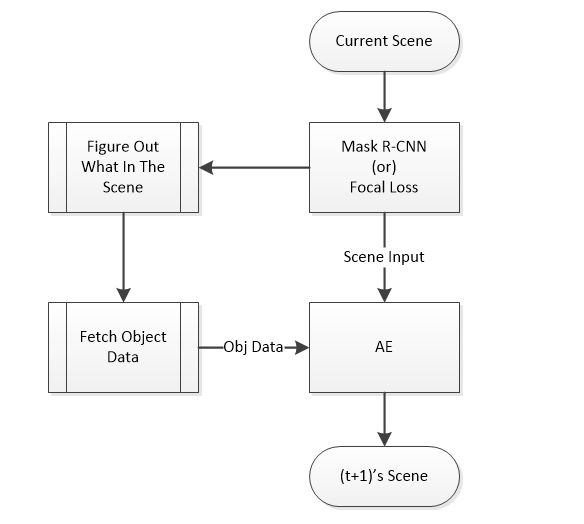 Current Scene
Mask R-CNN
(or)
Focal Loss
Figure Out
What In The
Scene
Scene Input
Fetch Object
Data
Obj Data
AE
(t+1)'s Scene